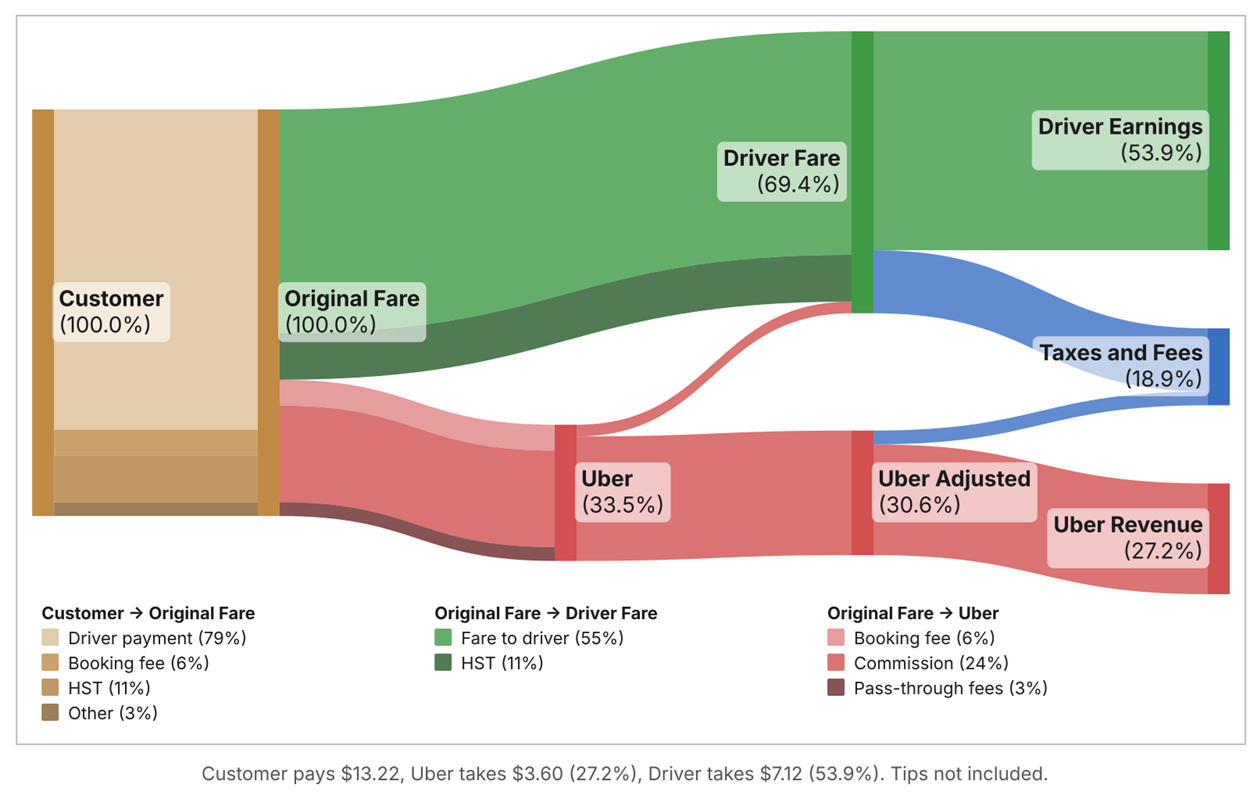 Driver Earnings
(53.9%)
Driver Fare
(69.4%)
Customer
(100.0%)
Original Fare
(100.0%)
Taxes and Fees
(18.9%)
Uber
(33.5%)
Uber Adjusted
(30.6%)
Uber Revenue
(27.2%)
Customer → Original Fare
Driver payment (79%)
Booking fee (6%)
HST (11%)
Other (3%)
Original Fare → Driver Fare
Fare to driver (55%)
HST (11%)
Original Fare → Uber
Booking fee (6%)
Commission (24%)
Pass-through fees (3%)
Customer pays $13.22, Uber takes $3.60 (27.2%), Driver takes $7.12 (53.9%). Tips not included.